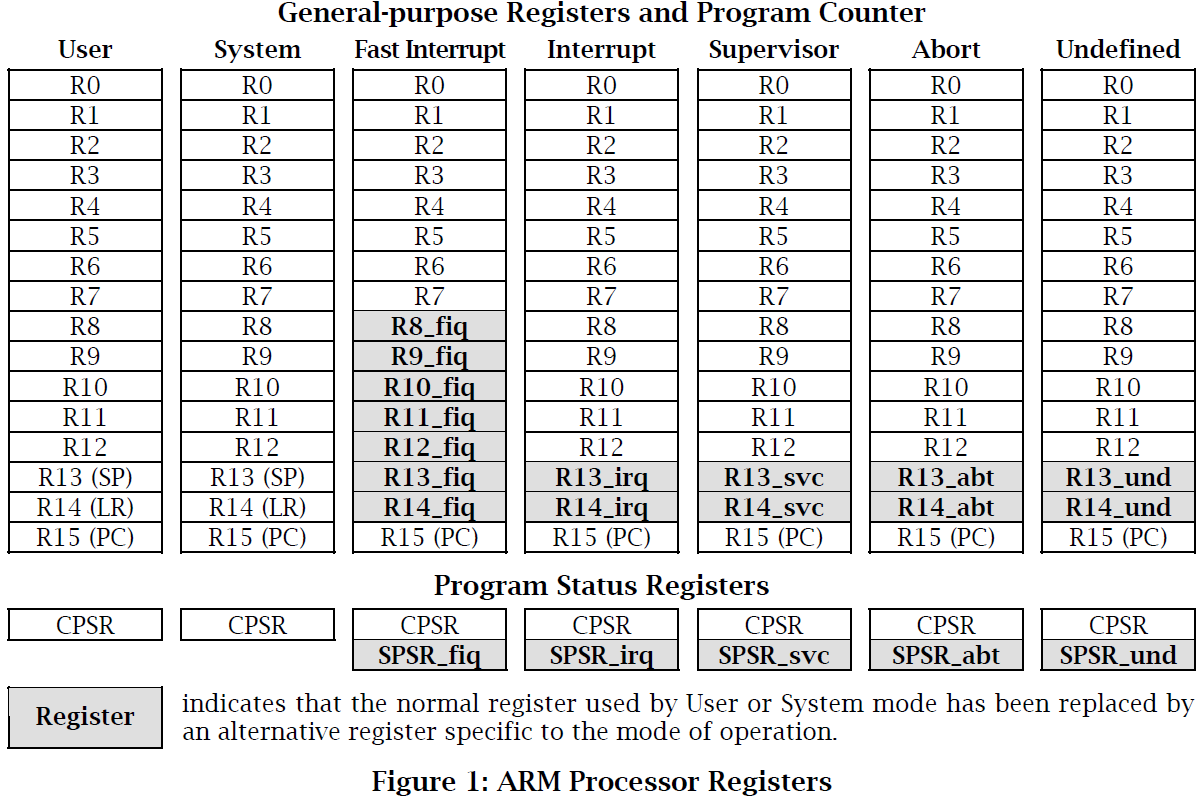 General-purpose Registers and Program Counter
User System Fast Interrupt Interrupt Supervisor Abort Undefined
R0 R0 R0 R0 R0 R0 R0
R1 R1 R1 R1 R1 R1 R1
R2 R2 R2 R2 R2 R2 R2
R3 R3 R3 R3 R3 R3 R3
R4 R4 R4 R4 R4 R4 R4
R5 R5 R5 R5 R5 R5 R5
R6 R6 R6 R6 R6 R6 R6
R7 R7 R7 R7 R7 R7 R7
R8 R8 R8_fiq R8 R8 R8 R8
R9 R9 R9_fiq R9 R9 R9 R9
R10 R10 R10_fiq R10 R10 R10 R10
R11 R11 R11_fiq R11 R11 R11 R11
R12 R12 R12_fiq R12 R12 R12 R12
R13 (SP) R13 (SP) R13_fiq R13_irq R13_svc R13_abt R13_und
R14 (LR) R14 (LR) R14_fiq R14_irq R14_svc R14_abt R14_und
R15 (PC) R15 (PC) R15 (PC) R15 (PC) R15 (PC) R15 (PC) R15 (PC)
Program Status Registers
CPSR CPSR CPSR CPSR CPSR CPSR CPSR
SPSR_fiq SPSR_irq SPSR_svc SPSR_abt SPSR_und
Register
indicates that the normal register used by User or System mode has been replaced by
an alternative register specific to the mode of operation.
Figure 1: ARM Processor Registers